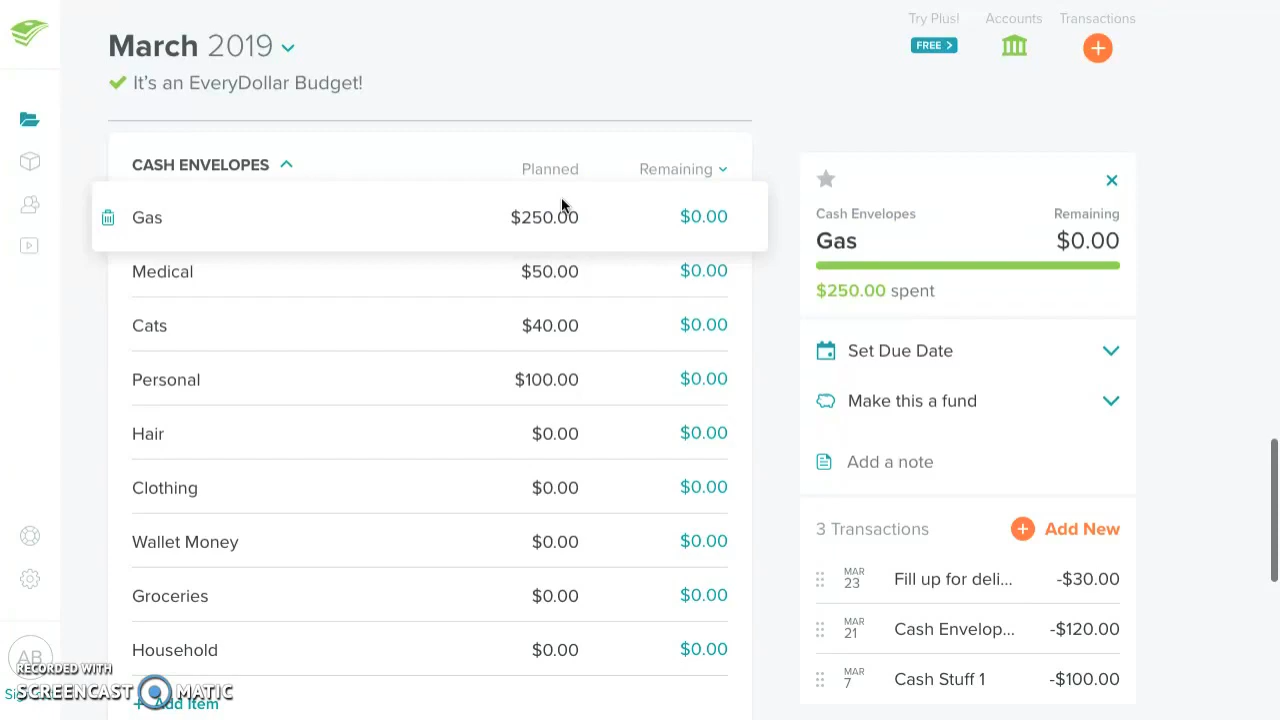 Try Plus! Accounts Transactions
March 2019
FREE >
It's an EveryDollar Budget!
CASH ENVELOPES Planned Remaining
Gas $250.00 $0.00
Medical $50.00 $0.00
Cats $40.00 $0.00
Personal $100.00 $0.00
Hair $0.00 $0.00
Clothing $0.00 $0.00
Wallet Money $0.00 $0.00
Groceries $0.00 $0.00
Household $0.00 $0.00
+ Add Item
Cash Envelopes Remaining
Gas $0.00
$250.00 spent
Set Due Date
Make this a fund
Add a note
3 Transactions + Add New
MAR 23 Fill up for deli... -$30.00
MAR 21 Cash Envelop... -$120.00
MAR 7 Cash Stuff 1 -$100.00
AB
RECORDED WITH
SCREENCAST MATIC